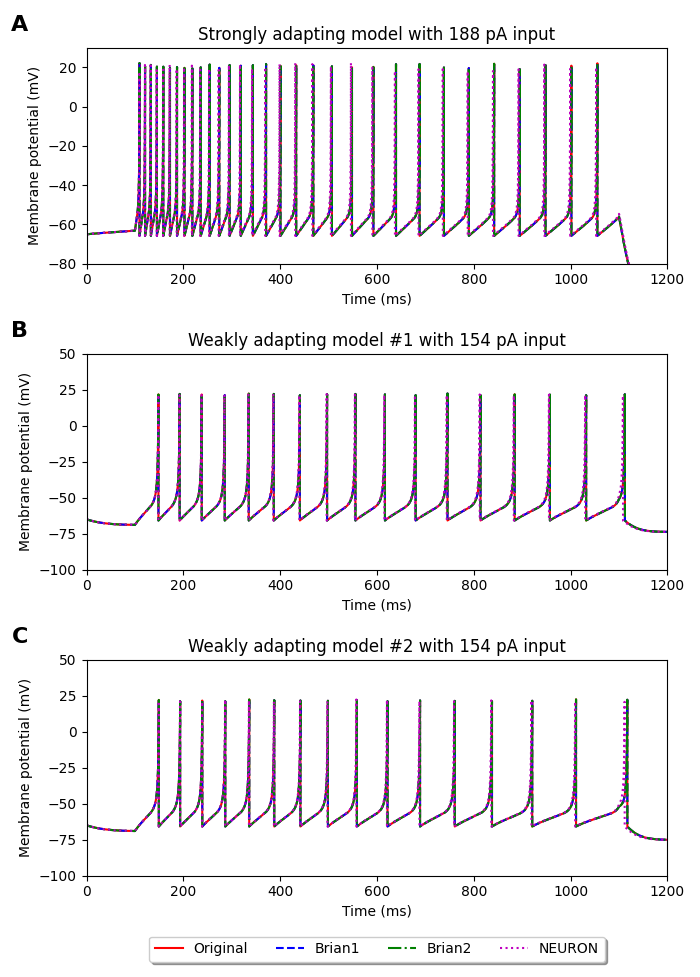 A
Strongly adapting model with 188 pA input
Membrane potential (mV)
20
0
−20
−40
−60
−80
0 200 400 600 800 1000 1200
Time (ms)
B
Weakly adapting model #1 with 154 pA input
Membrane potential (mV)
50
25
0
−25
−50
−75
−100
0 200 400 600 800 1000 1200
Time (ms)
C
Weakly adapting model #2 with 154 pA input
Membrane potential (mV)
50
25
0
−25
−50
−75
−100
0 200 400 600 800 1000 1200
Time (ms)
Original Brian1 Brian2 NEURON